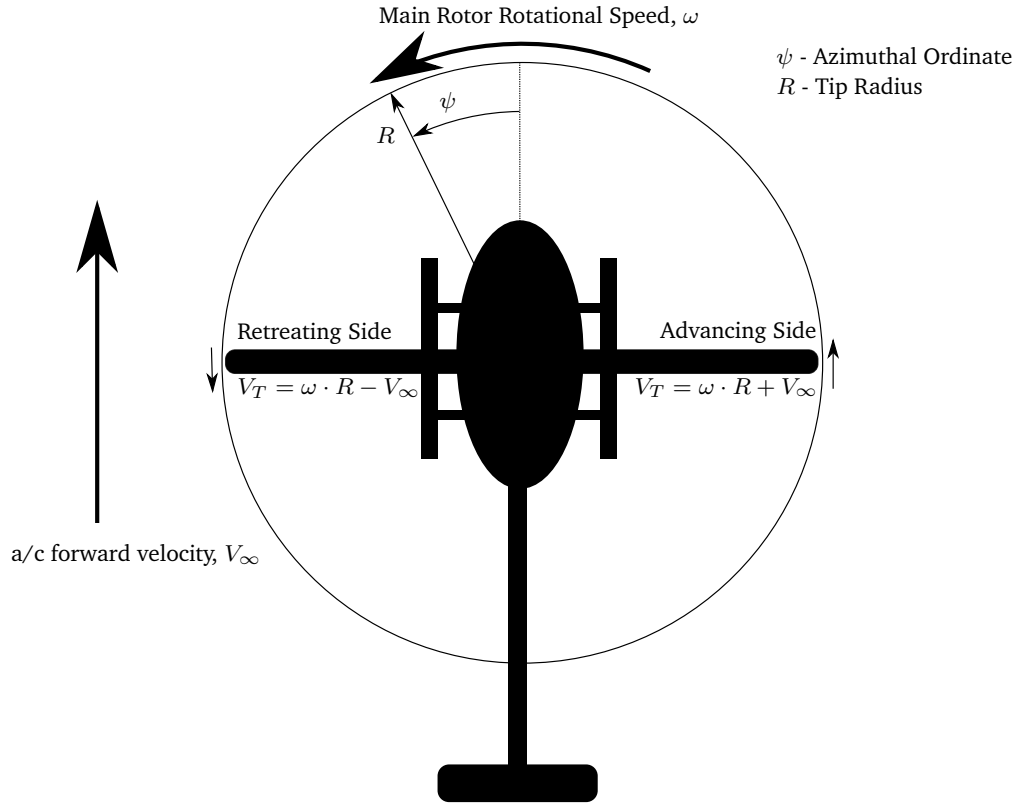 Main Rotor Rotational Speed, ω
ψ - Azimuthal Ordinate
R - Tip Radius
ψ
R
Retreating Side
Advancing Side
V_T = ω · R − V_∞
V_T = ω · R + V_∞
a/c forward velocity, V_∞